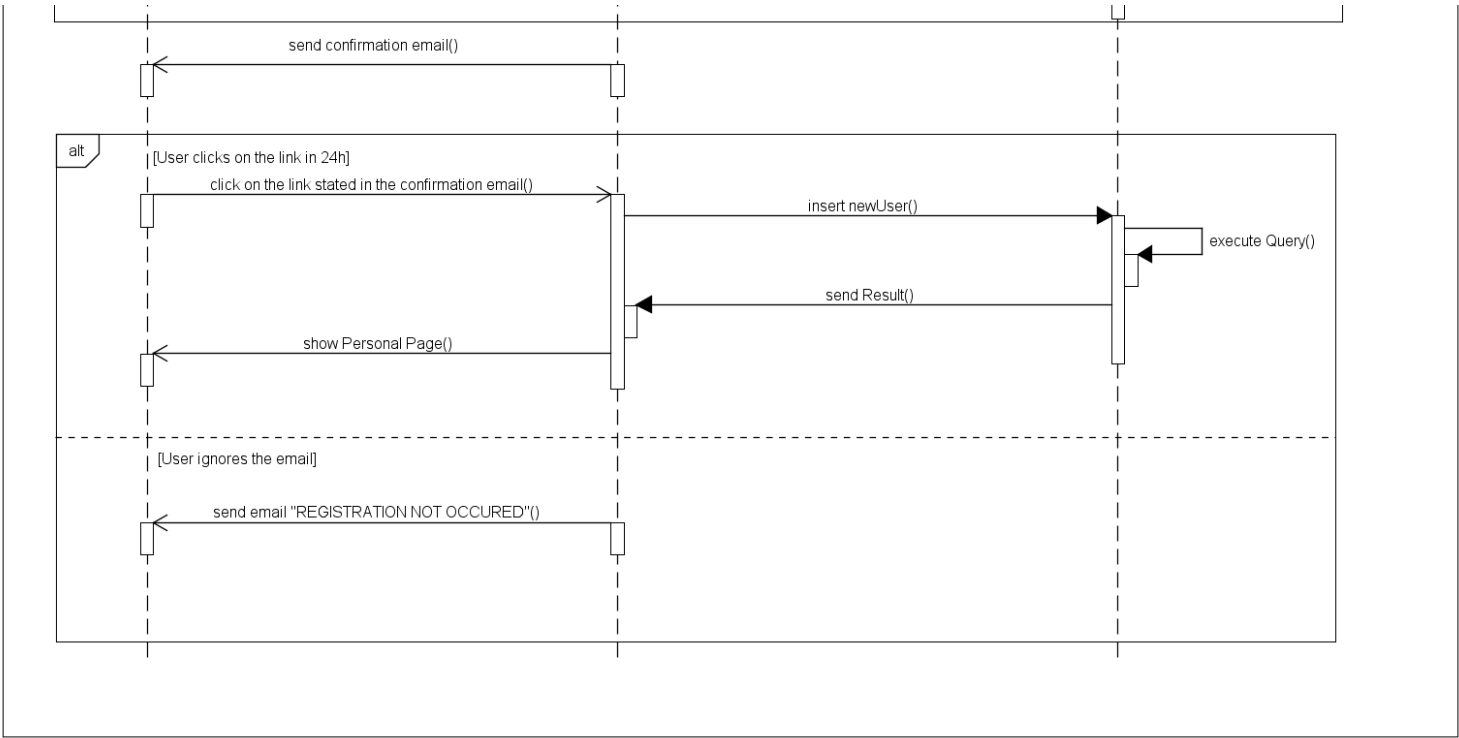 send confirmation email()
alt
[User clicks on the link in 24h]
click on the link stated in the confirmation email()
insert newUser()
execute Query()
send Result()
show Personal Page()
[User ignores the email]
send email "REGISTRATION NOT OCCURED"()